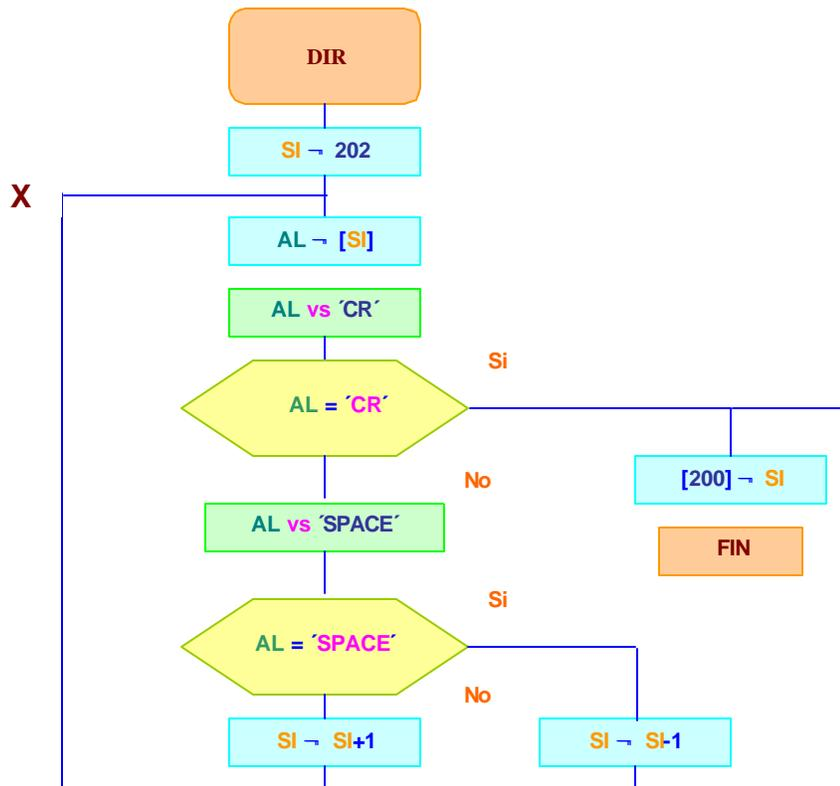 DIR
SI ¬ 202
X
AL ¬ [SI]
AL vs ´CR´
Si
AL = ´CR´
No
[200] ¬ SI
AL vs ´SPACE´
FIN
Si
AL = ´SPACE´
No
SI ¬ SI+1
SI ¬ SI-1